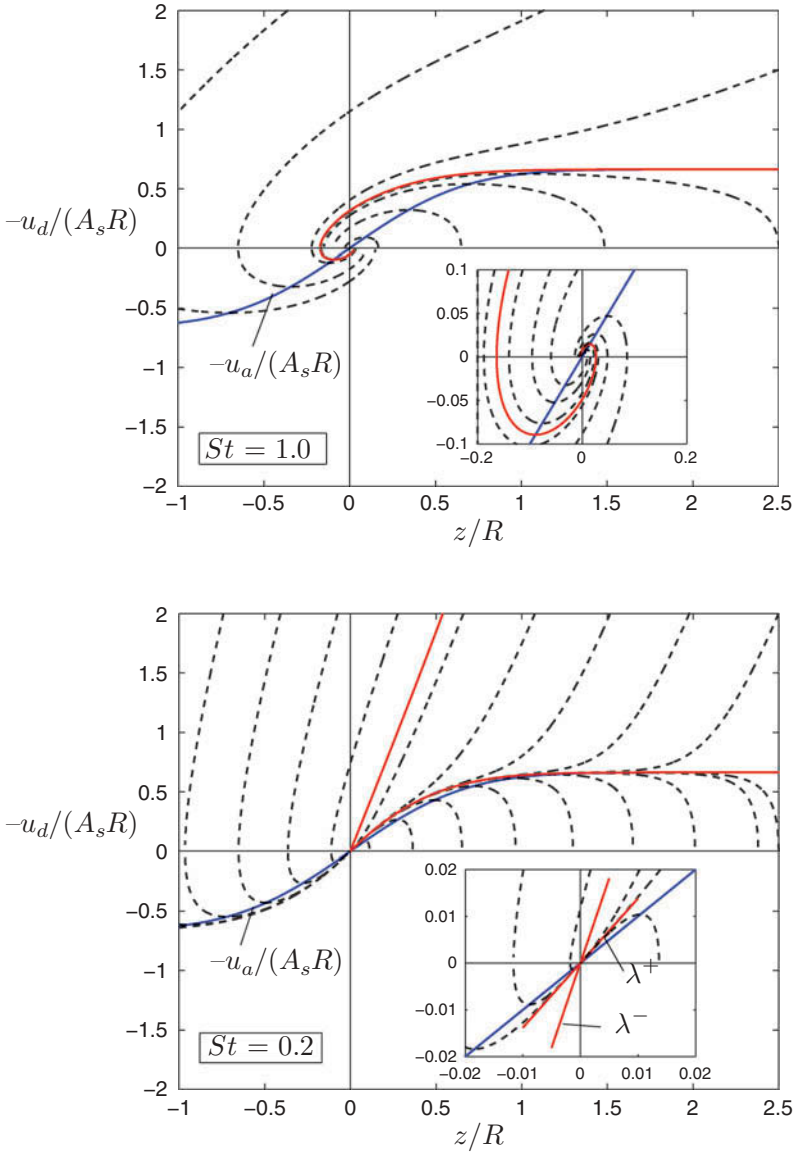 2
1.5
1
0.5
–u_d/(A_sR)
0
−0.5
–u_a/(A_sR)
−1
−1.5
−2
St = 1.0
0.1
0.05
0
−0.05
−0.1
−0.2 0 0.2
−1 −0.5 0 0.5 1 1.5 2 2.5
z/R
2
1.5
1
0.5
–u_d/(A_sR)
0
−0.5
–u_a/(A_sR)
−1
−1.5
−2
St = 0.2
0.02
0.01
0
−0.01
−0.02
λ⁺
λ⁻
−0.02 −0.01 0 0.01 0.02
−1 −0.5 0 0.5 1 1.5 2 2.5
z/R